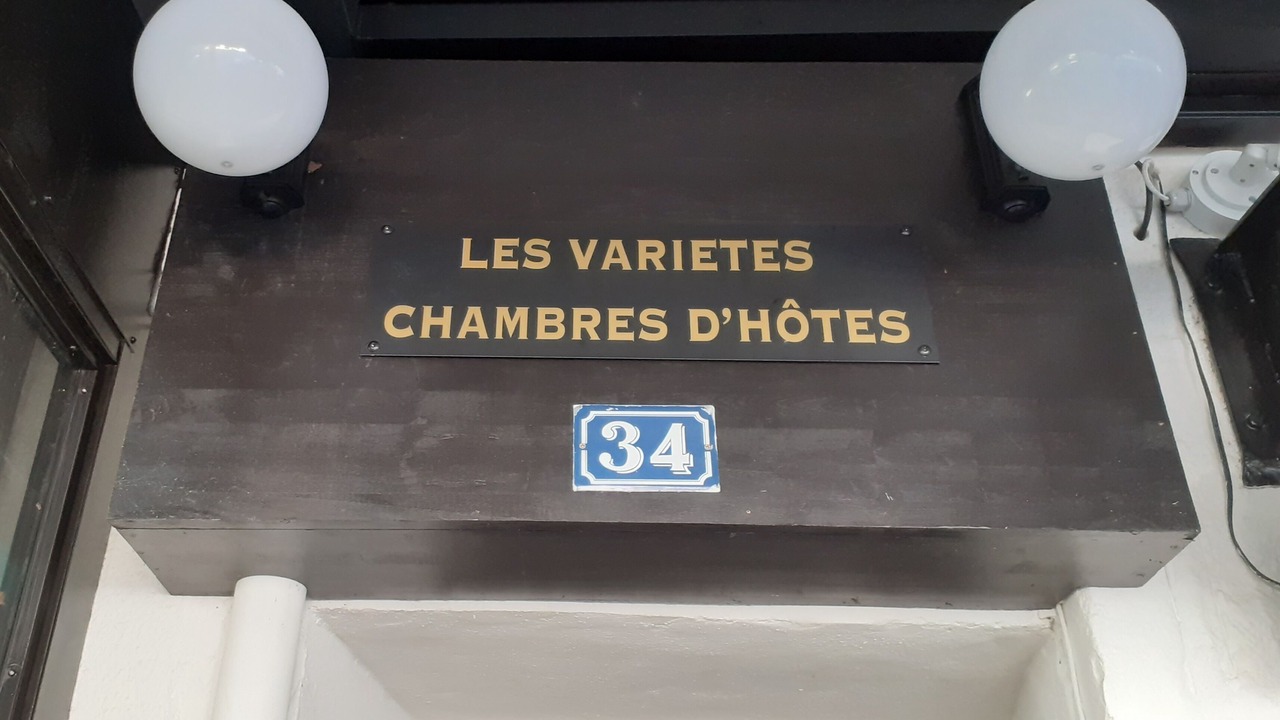 LES VARIETES
CHAMBRES D'HÔTES
34